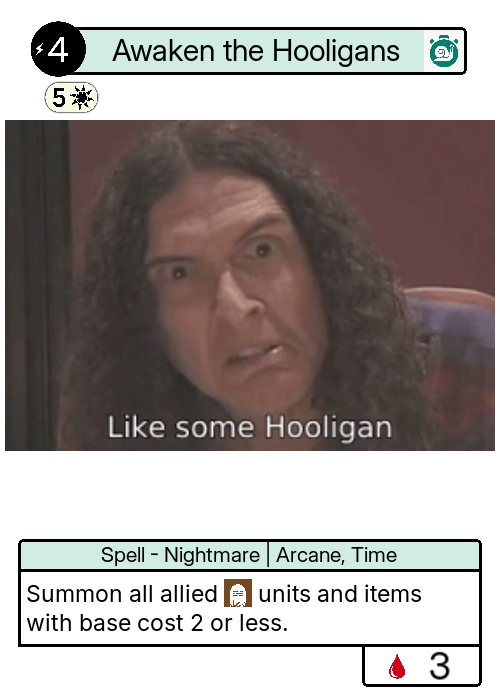 4 Awaken the Hooligans
5
Like some Hooligan
Spell - Nightmare | Arcane, Time
Summon all allied units and items
with base cost 2 or less.
3